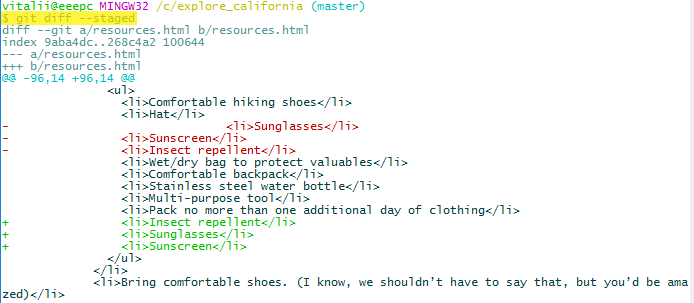 vitalii@eeepc MINGW32 /c/explore_california (master)
$ git diff --staged
diff --git a/resources.html b/resources.html
index 9aba4dc..268c4a2 100644
--- a/resources.html
+++ b/resources.html
@@ -96,14 +96,14 @@
              <ul>
                <li>Comfortable hiking shoes</li>
                <li>Hat</li>
-                             <li>Sunglasses</li>
-               <li>Sunscreen</li>
-               <li>Insect repellent</li>
                <li>Wet/dry bag to protect valuables</li>
                <li>Comfortable backpack</li>
                <li>Stainless steel water bottle</li>
                <li>Multi-purpose tool</li>
                <li>Pack no more than one additional day of clothing</li>
+               <li>Insect repellent</li>
+               <li>Sunglasses</li>
+               <li>Sunscreen</li>
              </ul>
            </li>
            <li>Bring comfortable shoes. (I know, we shouldn't have to say that, but you'd be ama
zed)</li>